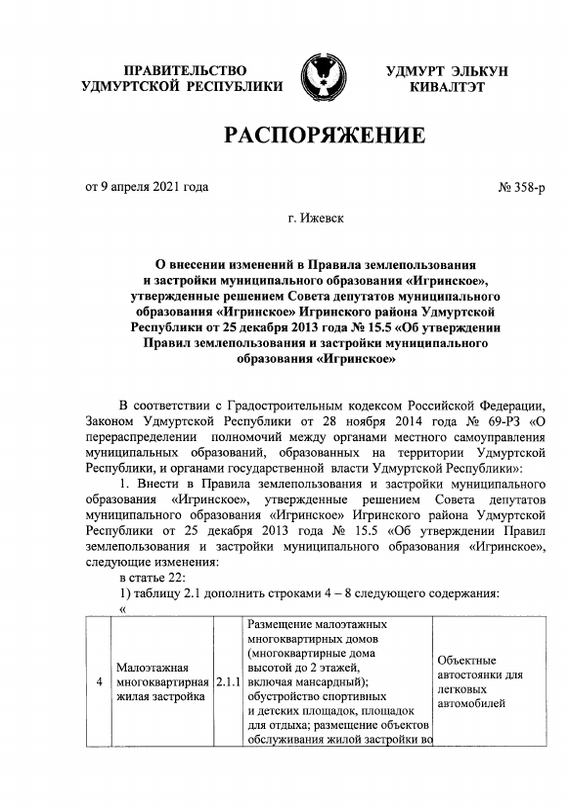 ПРАВИТЕЛЬСТВО
УДМУРТСКОЙ РЕСПУБЛИКИ
УДМУРТ ЭЛЬКУН
КИВАЛТЭТ
РАСПОРЯЖЕНИЕ
от 9 апреля 2021 года
№ 358-р
г. Ижевск
О внесении изменений в Правила землепользования
и застройки муниципального образования «Игринское»,
утвержденные решением Совета депутатов муниципального
образования «Игринское» Игринского района Удмуртской
Республики от 25 декабря 2013 года № 15.5 «Об утверждении
Правил землепользования и застройки муниципального
образования «Игринское»
В соответствии с Градостроительным кодексом Российской Федерации,
Законом Удмуртской Республики от 28 ноября 2014 года № 69-РЗ «О
перераспределении полномочий между органами местного самоуправления
муниципальных образований, образованных на территории Удмуртской
Республики, и органами государственной власти Удмуртской Республики»:
1. Внести в Правила землепользования и застройки муниципального
образования «Игринское», утвержденные решением Совета депутатов
муниципального образования «Игринское» Игринского района Удмуртской
Республики от 25 декабря 2013 года № 15.5 «Об утверждении Правил
землепользования и застройки муниципального образования «Игринское»,
следующие изменения:
в статье 22:
1) таблицу 2.1 дополнить строками 4 – 8 следующего содержания:
«
4
Малоэтажная
многоквартирная
жилая застройка
2.1.1
Размещение малоэтажных
многоквартирных домов
(многоквартирные дома
высотой до 2 этажей,
включая мансардный);
обустройство спортивных
и детских площадок, площадок
для отдыха; размещение объектов
обслуживания жилой застройки во
Объектные
автостоянки для
легковых
автомобилей